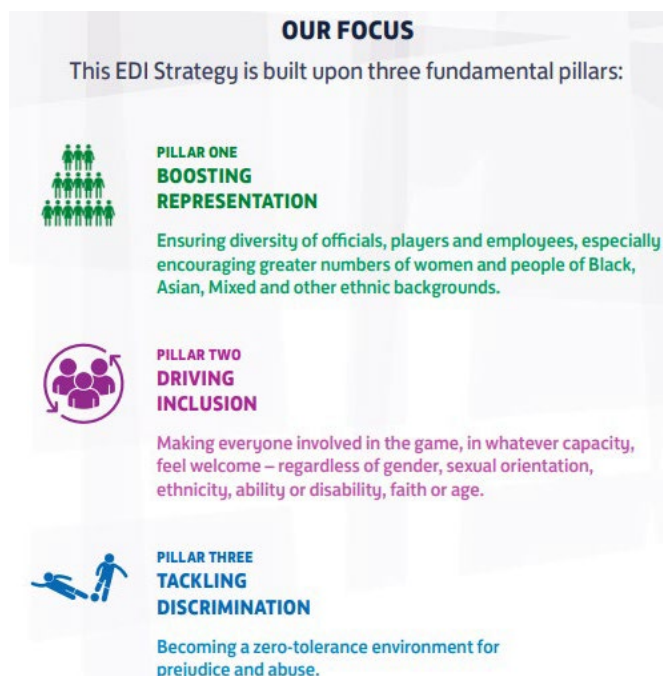 OUR FOCUS
This EDI Strategy is built upon three fundamental pillars:
PILLAR ONE
BOOSTING
REPRESENTATION
Ensuring diversity of officials, players and employees, especially
encouraging greater numbers of women and people of Black,
Asian, Mixed and other ethnic backgrounds.
PILLAR TWO
DRIVING
INCLUSION
Making everyone involved in the game, in whatever capacity,
feel welcome – regardless of gender, sexual orientation,
ethnicity, ability or disability, faith or age.
PILLAR THREE
TACKLING
DISCRIMINATION
Becoming a zero-tolerance environment for
prejudice and abuse.